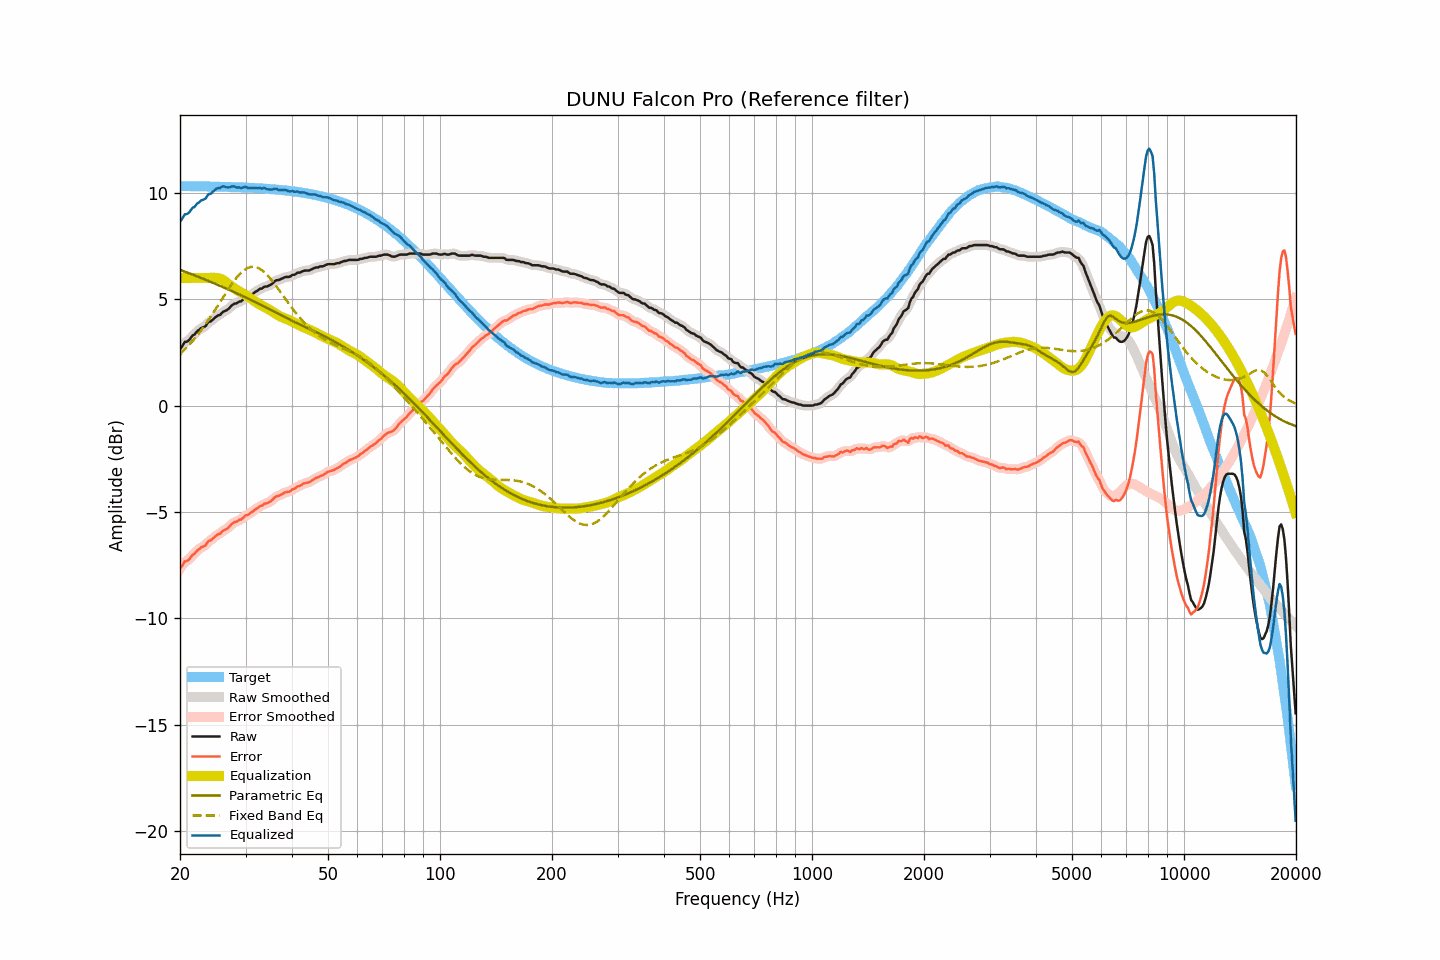 DUNU Falcon Pro (Reference filter)
10
5
0
−5
−10
−15
−20
Amplitude (dBr)
Target
Raw Smoothed
Error Smoothed
Raw
Error
Equalization
Parametric Eq
Fixed Band Eq
Equalized
20 50 100 200 500 1000 2000 5000 10000 20000
Frequency (Hz)